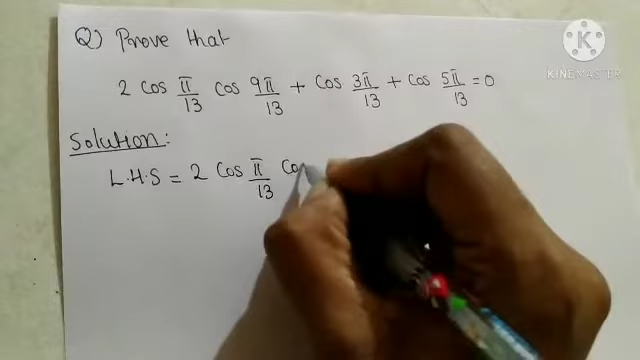 Q) Prove that
2 cos π/13 cos 9π/13 + cos 3π/13 + cos 5π/13 = 0
Solution:
L.H.S = 2 cos π/13 co
KINEMASTER